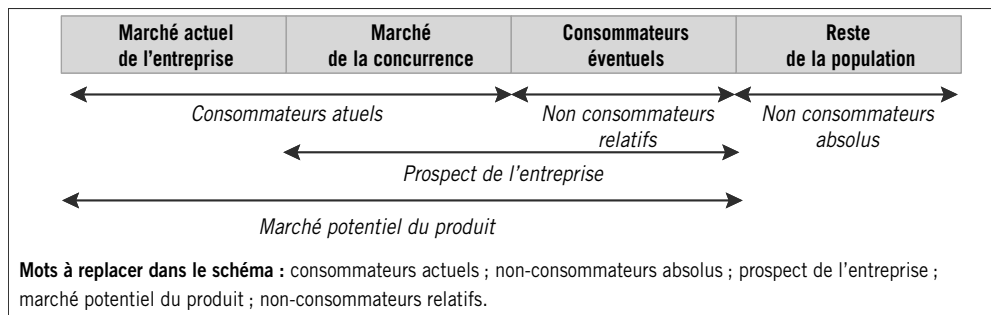 Marché actuel
de l'entreprise
Marché
de la concurrence
Consommateurs
éventuels
Reste
de la population
Consommateurs atuels
Non consommateurs
relatifs
Non consommateurs
absolus
Prospect de l'entreprise
Marché potentiel du produit
Mots à replacer dans le schéma : consommateurs actuels ; non-consommateurs absolus ; prospect de l'entreprise ;
marché potentiel du produit ; non-consommateurs relatifs.